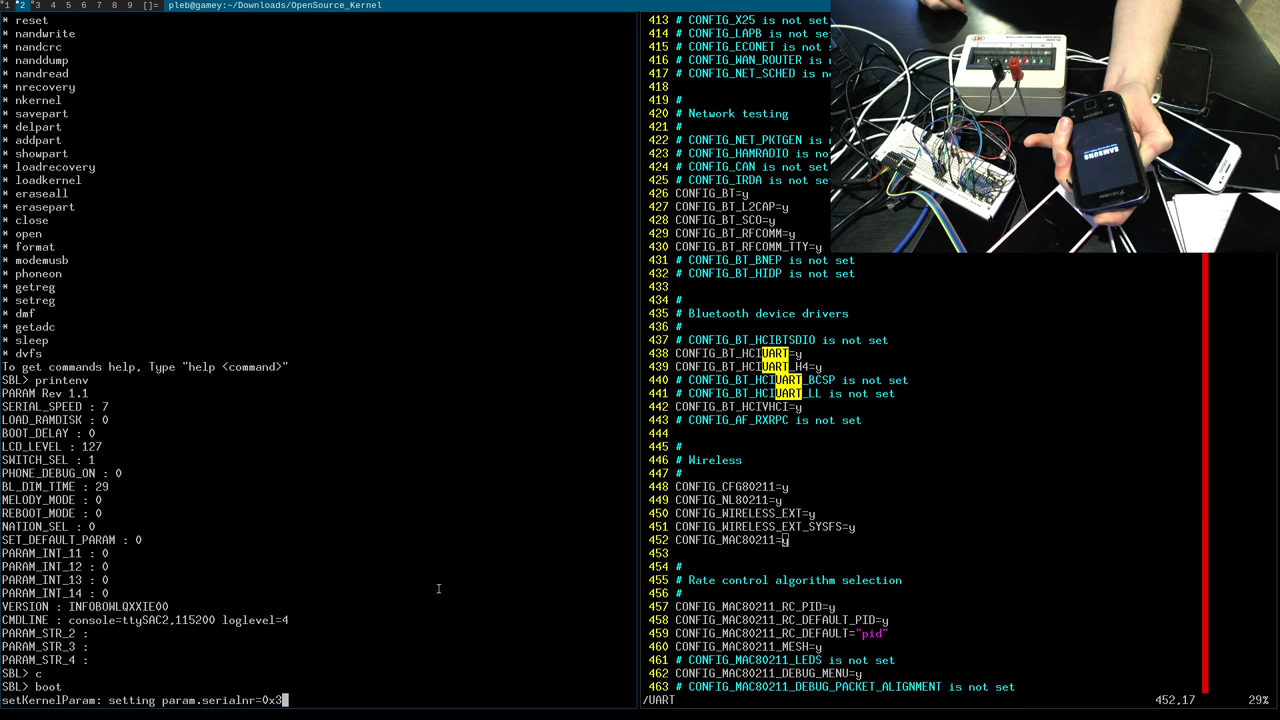 1 2 3 4 5 6 7 8 9 []= pleb@gamey:~/Downloads/OpenSource_Kernel
* reset
* nandwrite
* nandcrc
* nanddump
* nandread
* nrecovery
* nkernel
* savepart
* delpart
* addpart
* showpart
* loadrecovery
* loadkernel
* eraseall
* erasepart
* close
* open
* format
* modemusb
* phoneon
* getreg
* setreg
* dmf
* getadc
* sleep
* dvfs
To get commands help, Type "help <command>"
SBL> printenv
PARAM Rev 1.1
SERIAL_SPEED : 7
LOAD_RAMDISK : 0
BOOT_DELAY : 0
LCD_LEVEL : 127
SWITCH_SEL : 1
PHONE_DEBUG_ON : 0
BL_DIM_TIME : 29
MELODY_MODE : 0
REBOOT_MODE : 0
NATION_SEL : 0
SET_DEFAULT_PARAM : 0
PARAM_INT_11 : 0
PARAM_INT_12 : 0
PARAM_INT_13 : 0
PARAM_INT_14 : 0
VERSION : INFOBOWLQXXIE00
CMDLINE : console=ttySAC2,115200 loglevel=4
PARAM_STR_2 :
PARAM_STR_3 :
PARAM_STR_4 :
SBL> c
SBL> boot
setKernelParam: setting param.serialnr=0x3
413 # CONFIG_X25 is not set
414 # CONFIG_LAPB is not set
415 # CONFIG_ECONET is not
416 # CONFIG_WAN_ROUTER is
417 # CONFIG_NET_SCHED is
418
419 #
420 # Network testing
421 #
422 # CONFIG_NET_PKTGEN is
423 # CONFIG_HAMRADIO is
424 # CONFIG_CAN is not set
425 # CONFIG_IRDA is not set
426 CONFIG_BT=y
427 CONFIG_BT_L2CAP=y
428 CONFIG_BT_SCO=y
429 CONFIG_BT_RFCOMM=y
430 CONFIG_BT_RFCOMM_TTY=y
431 # CONFIG_BT_BNEP is not set
432 # CONFIG_BT_HIDP is not set
433
434 #
435 # Bluetooth device drivers
436 #
437 # CONFIG_BT_HCIBTSDIO is not set
438 CONFIG_BT_HCIUART=y
439 CONFIG_BT_HCIUART_H4=y
440 # CONFIG_BT_HCIUART_BCSP is not set
441 # CONFIG_BT_HCIUART_LL is not set
442 CONFIG_BT_HCIVHCI=y
443 # CONFIG_AF_RXRPC is not set
444
445 #
446 # Wireless
447 #
448 CONFIG_CFG80211=y
449 CONFIG_NL80211=y
450 CONFIG_WIRELESS_EXT=y
451 CONFIG_WIRELESS_EXT_SYSFS=y
452 CONFIG_MAC80211=y
453
454 #
455 # Rate control algorithm selection
456 #
457 CONFIG_MAC80211_RC_PID=y
458 CONFIG_MAC80211_RC_DEFAULT_PID=y
459 CONFIG_MAC80211_RC_DEFAULT="pid"
460 CONFIG_MAC80211_MESH=y
461 # CONFIG_MAC80211_LEDS is not set
462 CONFIG_MAC80211_DEBUG_MENU=y
463 # CONFIG_MAC80211_DEBUG_PACKET_ALIGNMENT is not set
/UART 452,17 29%
SAMSUNG